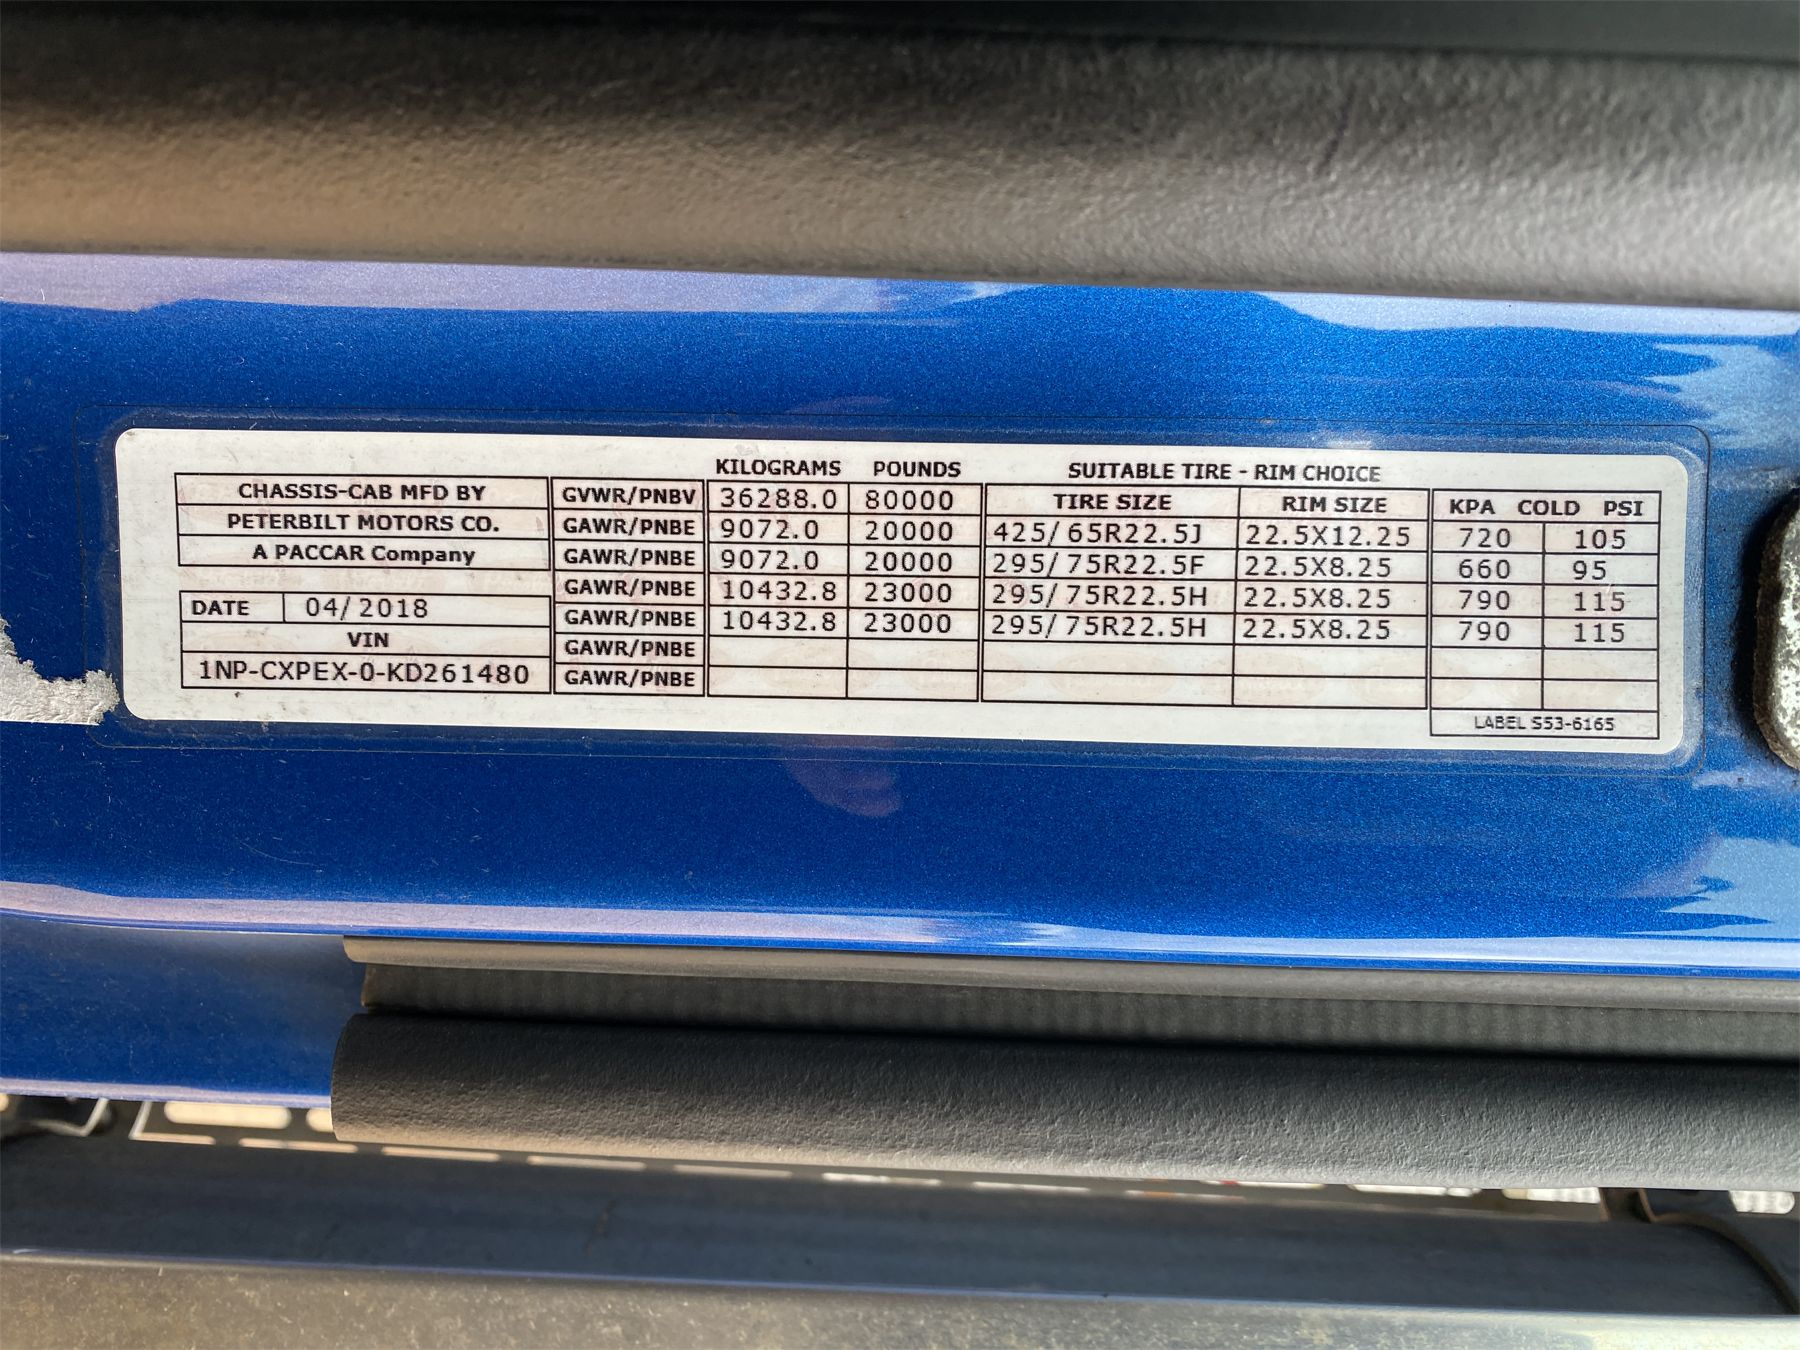 KILOGRAMS POUNDS SUITABLE TIRE - RIM CHOICE
CHASSIS-CAB MFD BY GVWR/PNBV 36288.0 80000 TIRE SIZE RIM SIZE KPA COLD PSI
PETERBILT MOTORS CO. GAWR/PNBE 9072.0 20000 425/ 65R22.5J 22.5X12.25 720 105
A PACCAR Company GAWR/PNBE 9072.0 20000 295/ 75R22.5F 22.5X8.25 660 95
GAWR/PNBE 10432.8 23000 295/ 75R22.5H 22.5X8.25 790 115
DATE 04/ 2018 GAWR/PNBE 10432.8 23000 295/ 75R22.5H 22.5X8.25 790 115
VIN GAWR/PNBE
1NP-CXPEX-0-KD261480 GAWR/PNBE
LABEL S53-6165